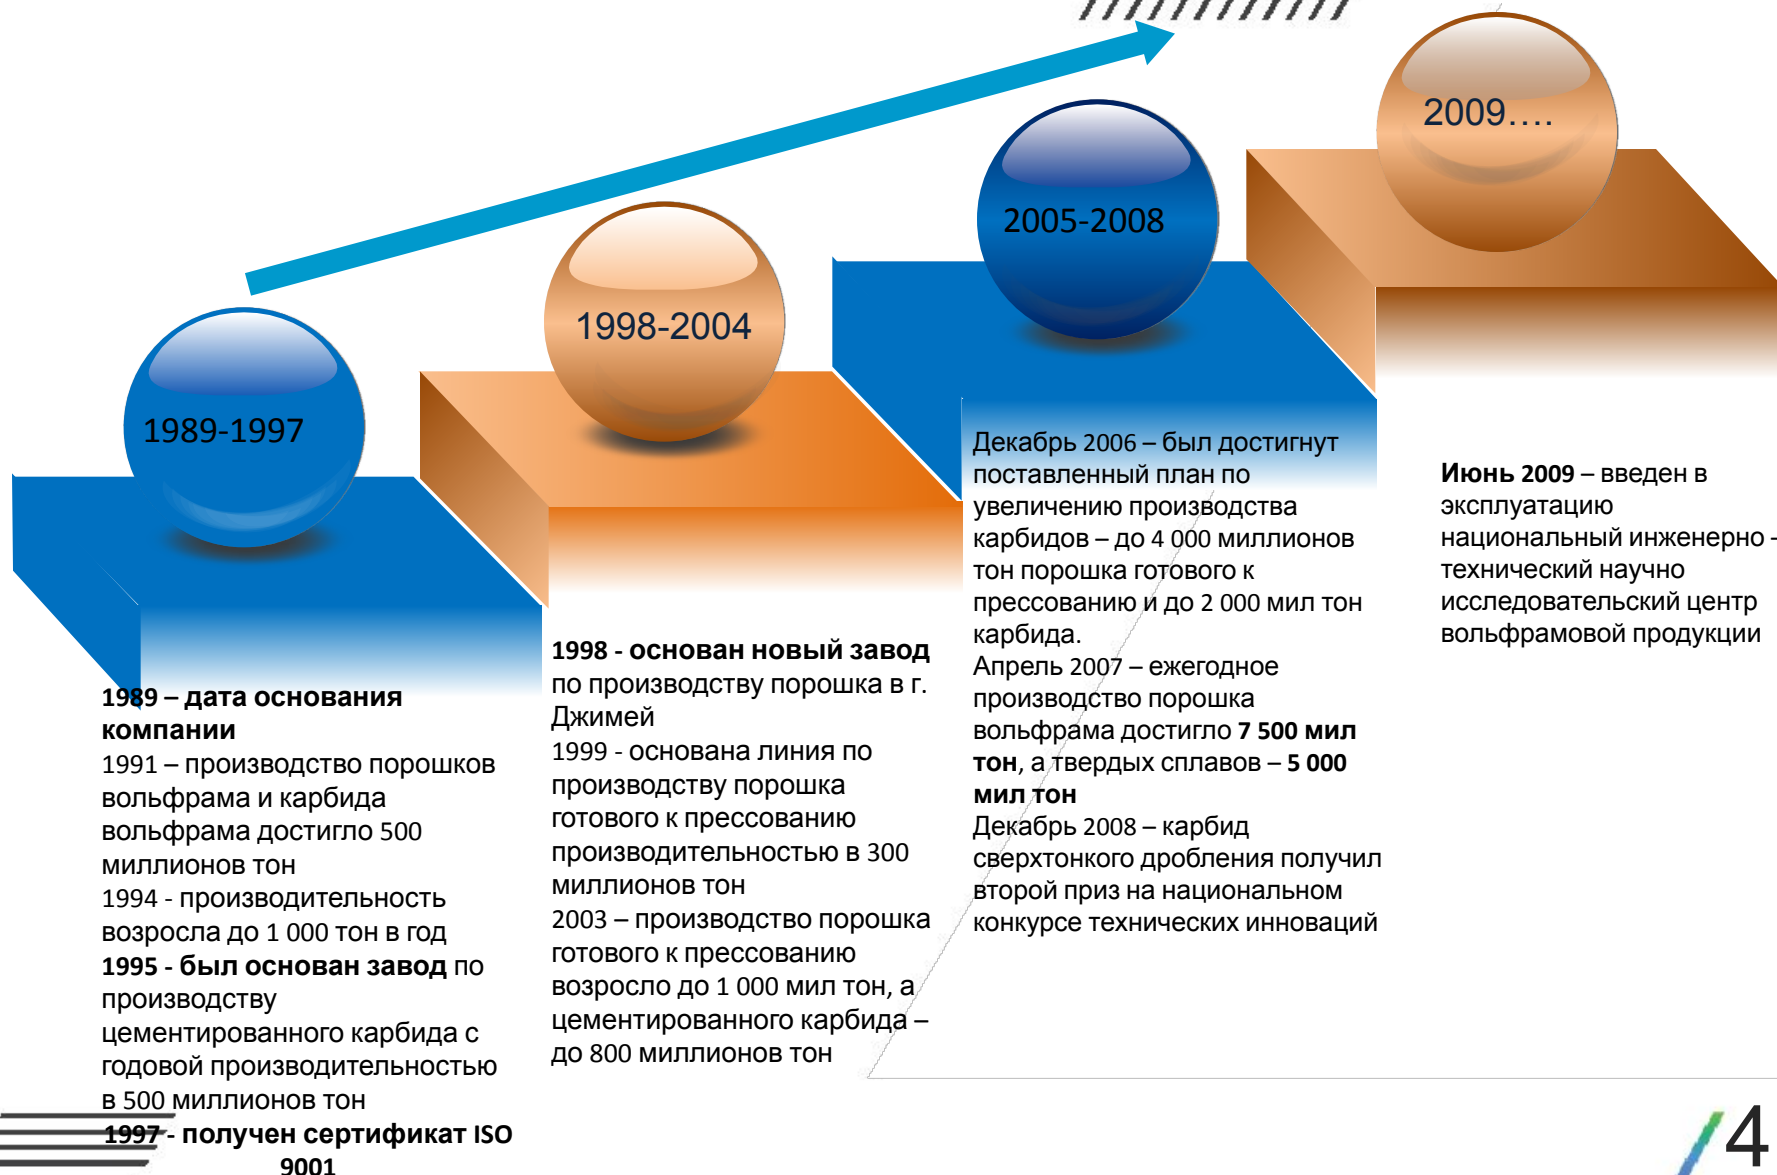 1989-1997
1989 – дата основания
компании
1991 – производство порошков
вольфрама и карбида
вольфрама достигло 500
миллионов тон
1994 - производительность
возросла до 1 000 тон в год
1995 - был основан завод по
производству
цементированного карбида с
годовой производительностью
в 500 миллионов тон
1997 - получен сертификат ISO
9001
1998-2004
1998 - основан новый завод
по производству порошка в г.
Джимей
1999 - основана линия по
производству порошка
готового к прессованию
производительностью в 300
миллионов тон
2003 – производство порошка
готового к прессованию
возросло до 1 000 мил тон, а
цементированного карбида –
до 800 миллионов тон
2005-2008
Декабрь 2006 – был достигнут
поставленный план по
увеличению производства
карбидов – до 4 000 миллионов
тон порошка готового к
прессованию и до 2 000 мил тон
карбида.
Апрель 2007 – ежегодное
производство порошка
вольфрама достигло 7 500 мил
тон, а твердых сплавов – 5 000
мил тон
Декабрь 2008 – карбид
сверхтонкого дробления получил
второй приз на национальном
конкурсе технических инноваций
2009….
Июнь 2009 – введен в
эксплуатацию
национальный инженерно –
технический научно
исследовательский центр
вольфрамовой продукции
4